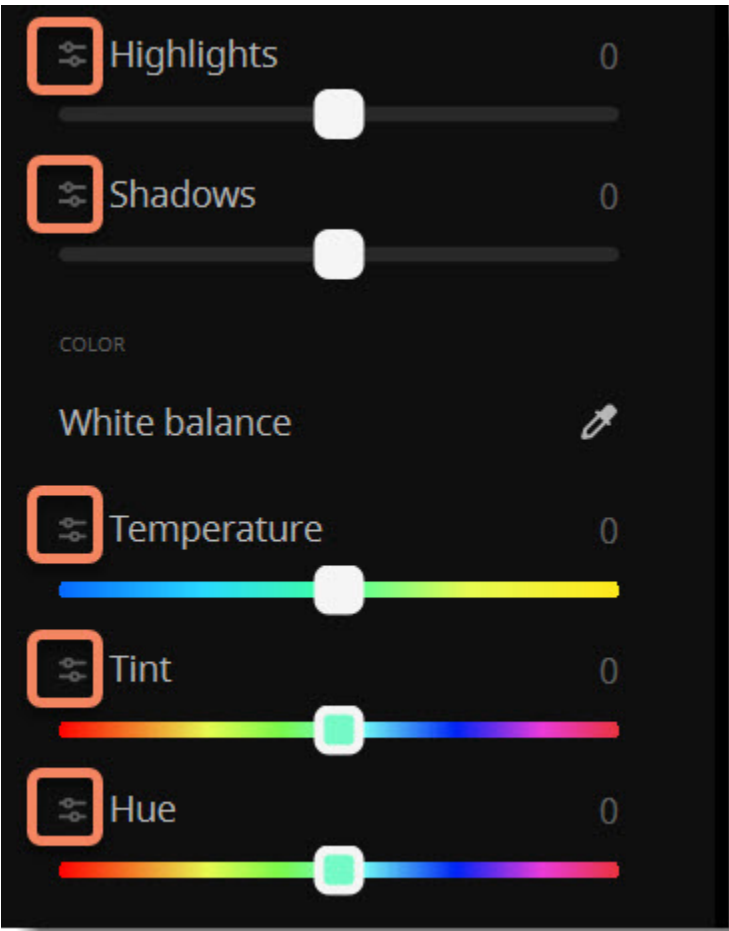 Highlights 0
Shadows 0
COLOR
White balance
Temperature 0
Tint 0
Hue 0